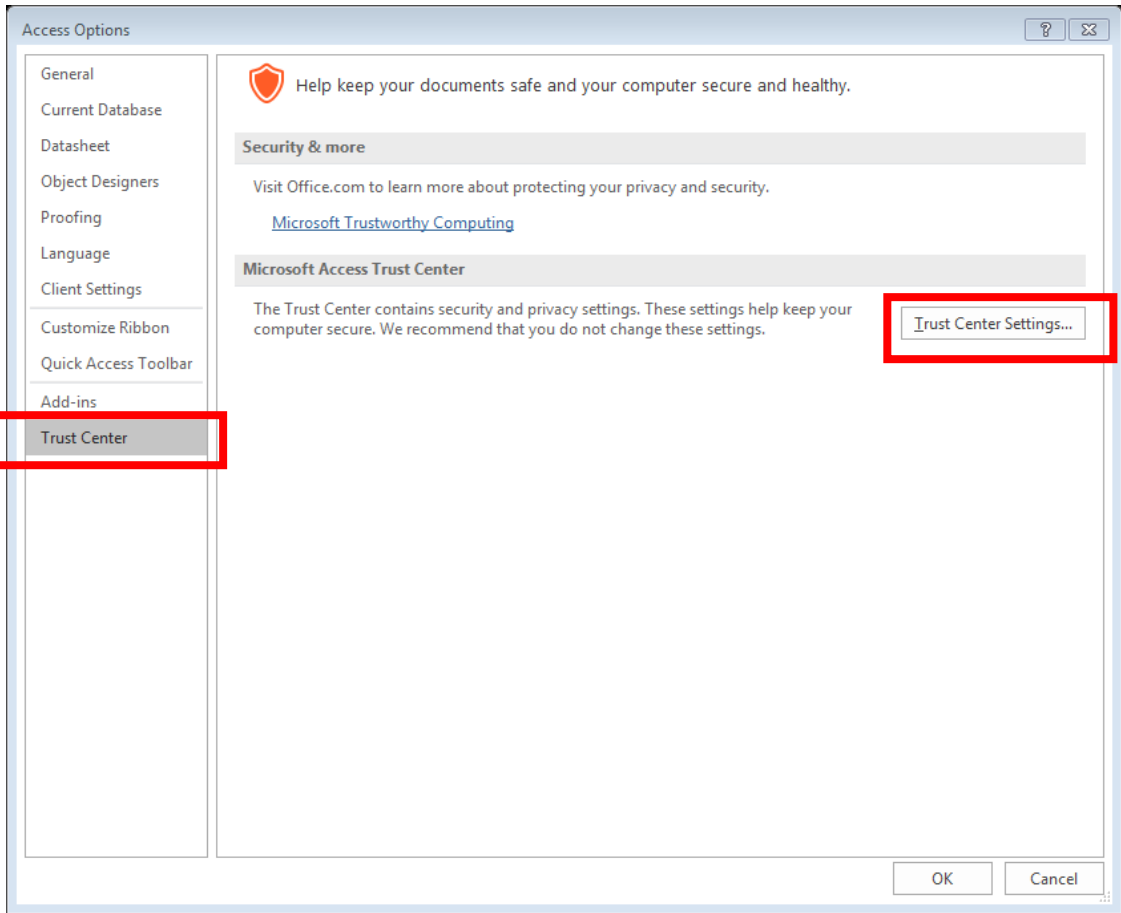 Access Options
General
Current Database
Datasheet
Object Designers
Proofing
Language
Client Settings
Customize Ribbon
Quick Access Toolbar
Add-ins
Trust Center
Help keep your documents safe and your computer secure and healthy.
Security & more
Visit Office.com to learn more about protecting your privacy and security.
Microsoft Trustworthy Computing
Microsoft Access Trust Center
The Trust Center contains security and privacy settings. These settings help keep your
computer secure. We recommend that you do not change these settings.
Trust Center Settings...
OK
Cancel